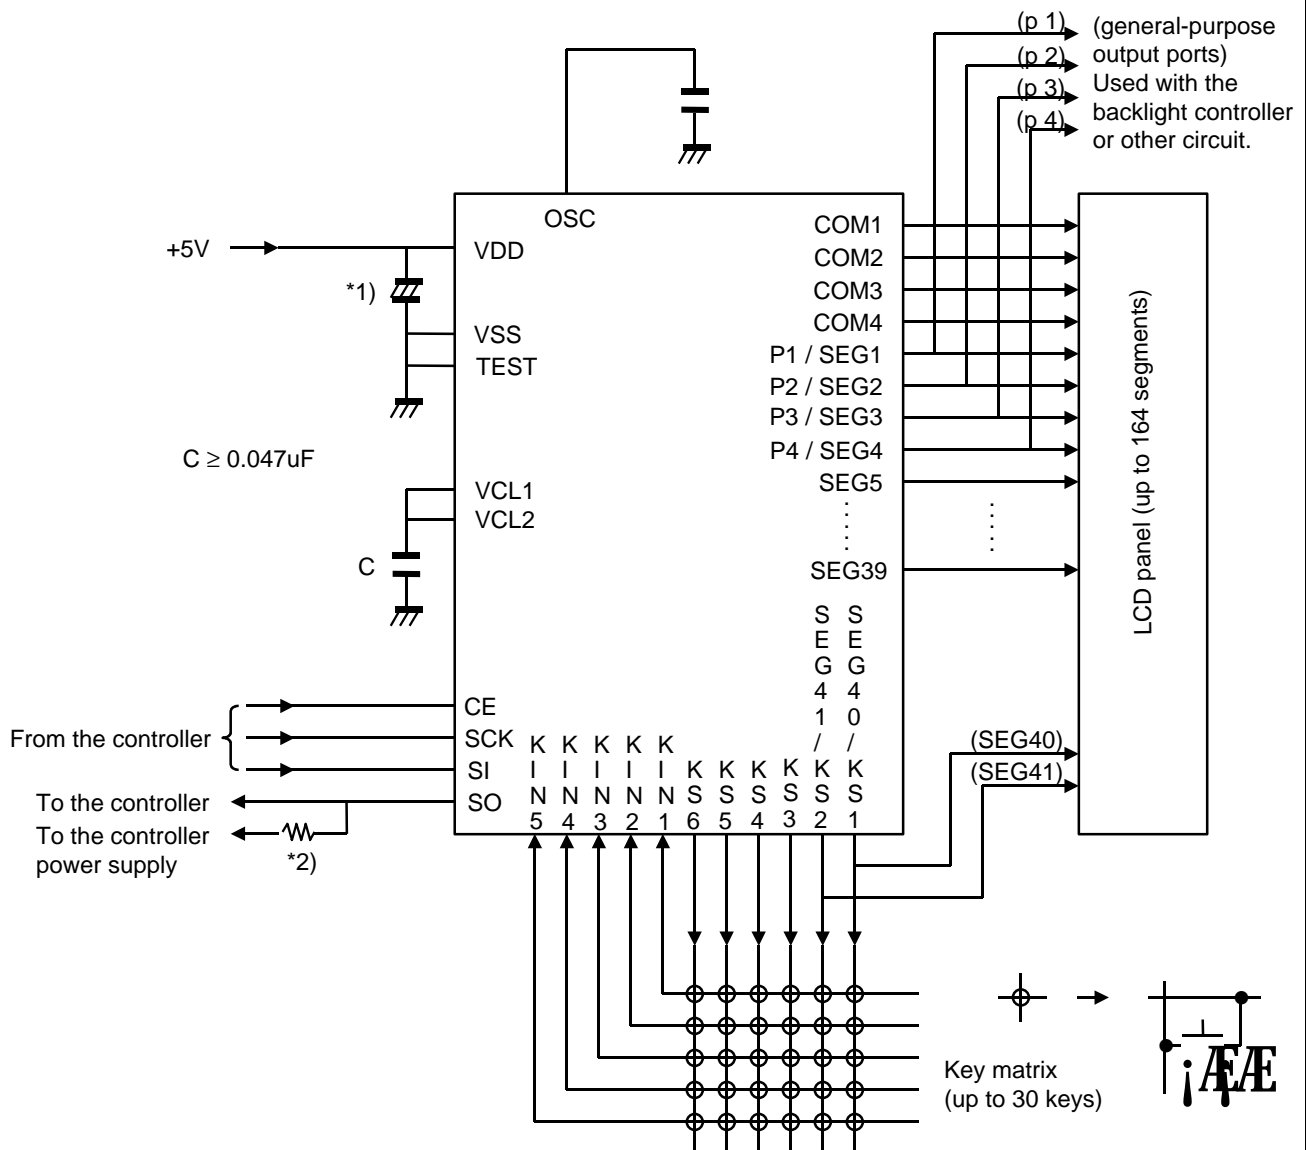 (p 1)
(p 2)
(p 3)
(p 4)
(general-purpose
output ports)
Used with the
backlight controller
or other circuit.
OSC
+5V
VDD
*1)
VSS
TEST
C ≥ 0.047uF
VCL1
VCL2
C
COM1
COM2
COM3
COM4
P1 / SEG1
P2 / SEG2
P3 / SEG3
P4 / SEG4
SEG5
SEG39
LCD panel (up to 164 segments)
SEG41/KS2
SEG40/KS1
(SEG40)
(SEG41)
From the controller
CE
SCK
SI
SO
To the controller
To the controller
power supply
*2)
KIN5
KIN4
KIN3
KIN2
KIN1
KS6
KS5
KS4
KS3
Key matrix
(up to 30 keys)